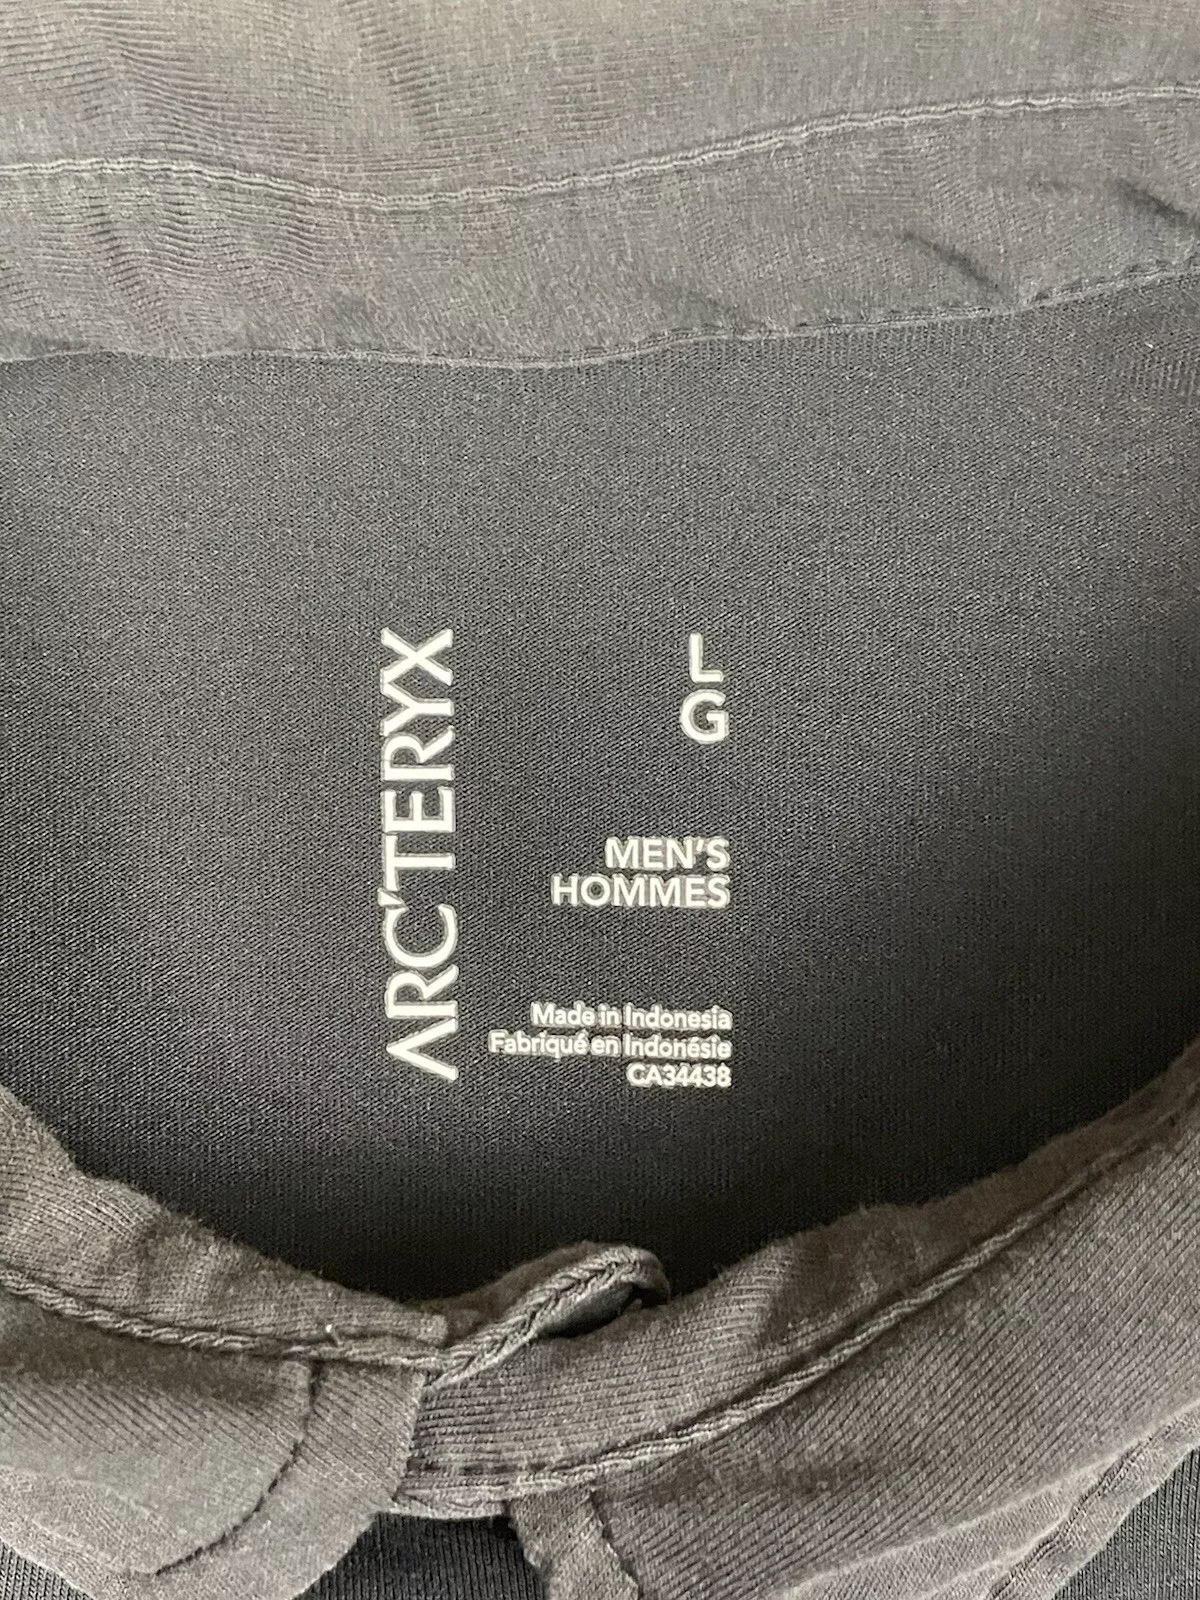 ARC'TERYX
L
G
MEN'S
HOMMES
Made in Indonesia
Fabriqué en Indonésie
CA34438